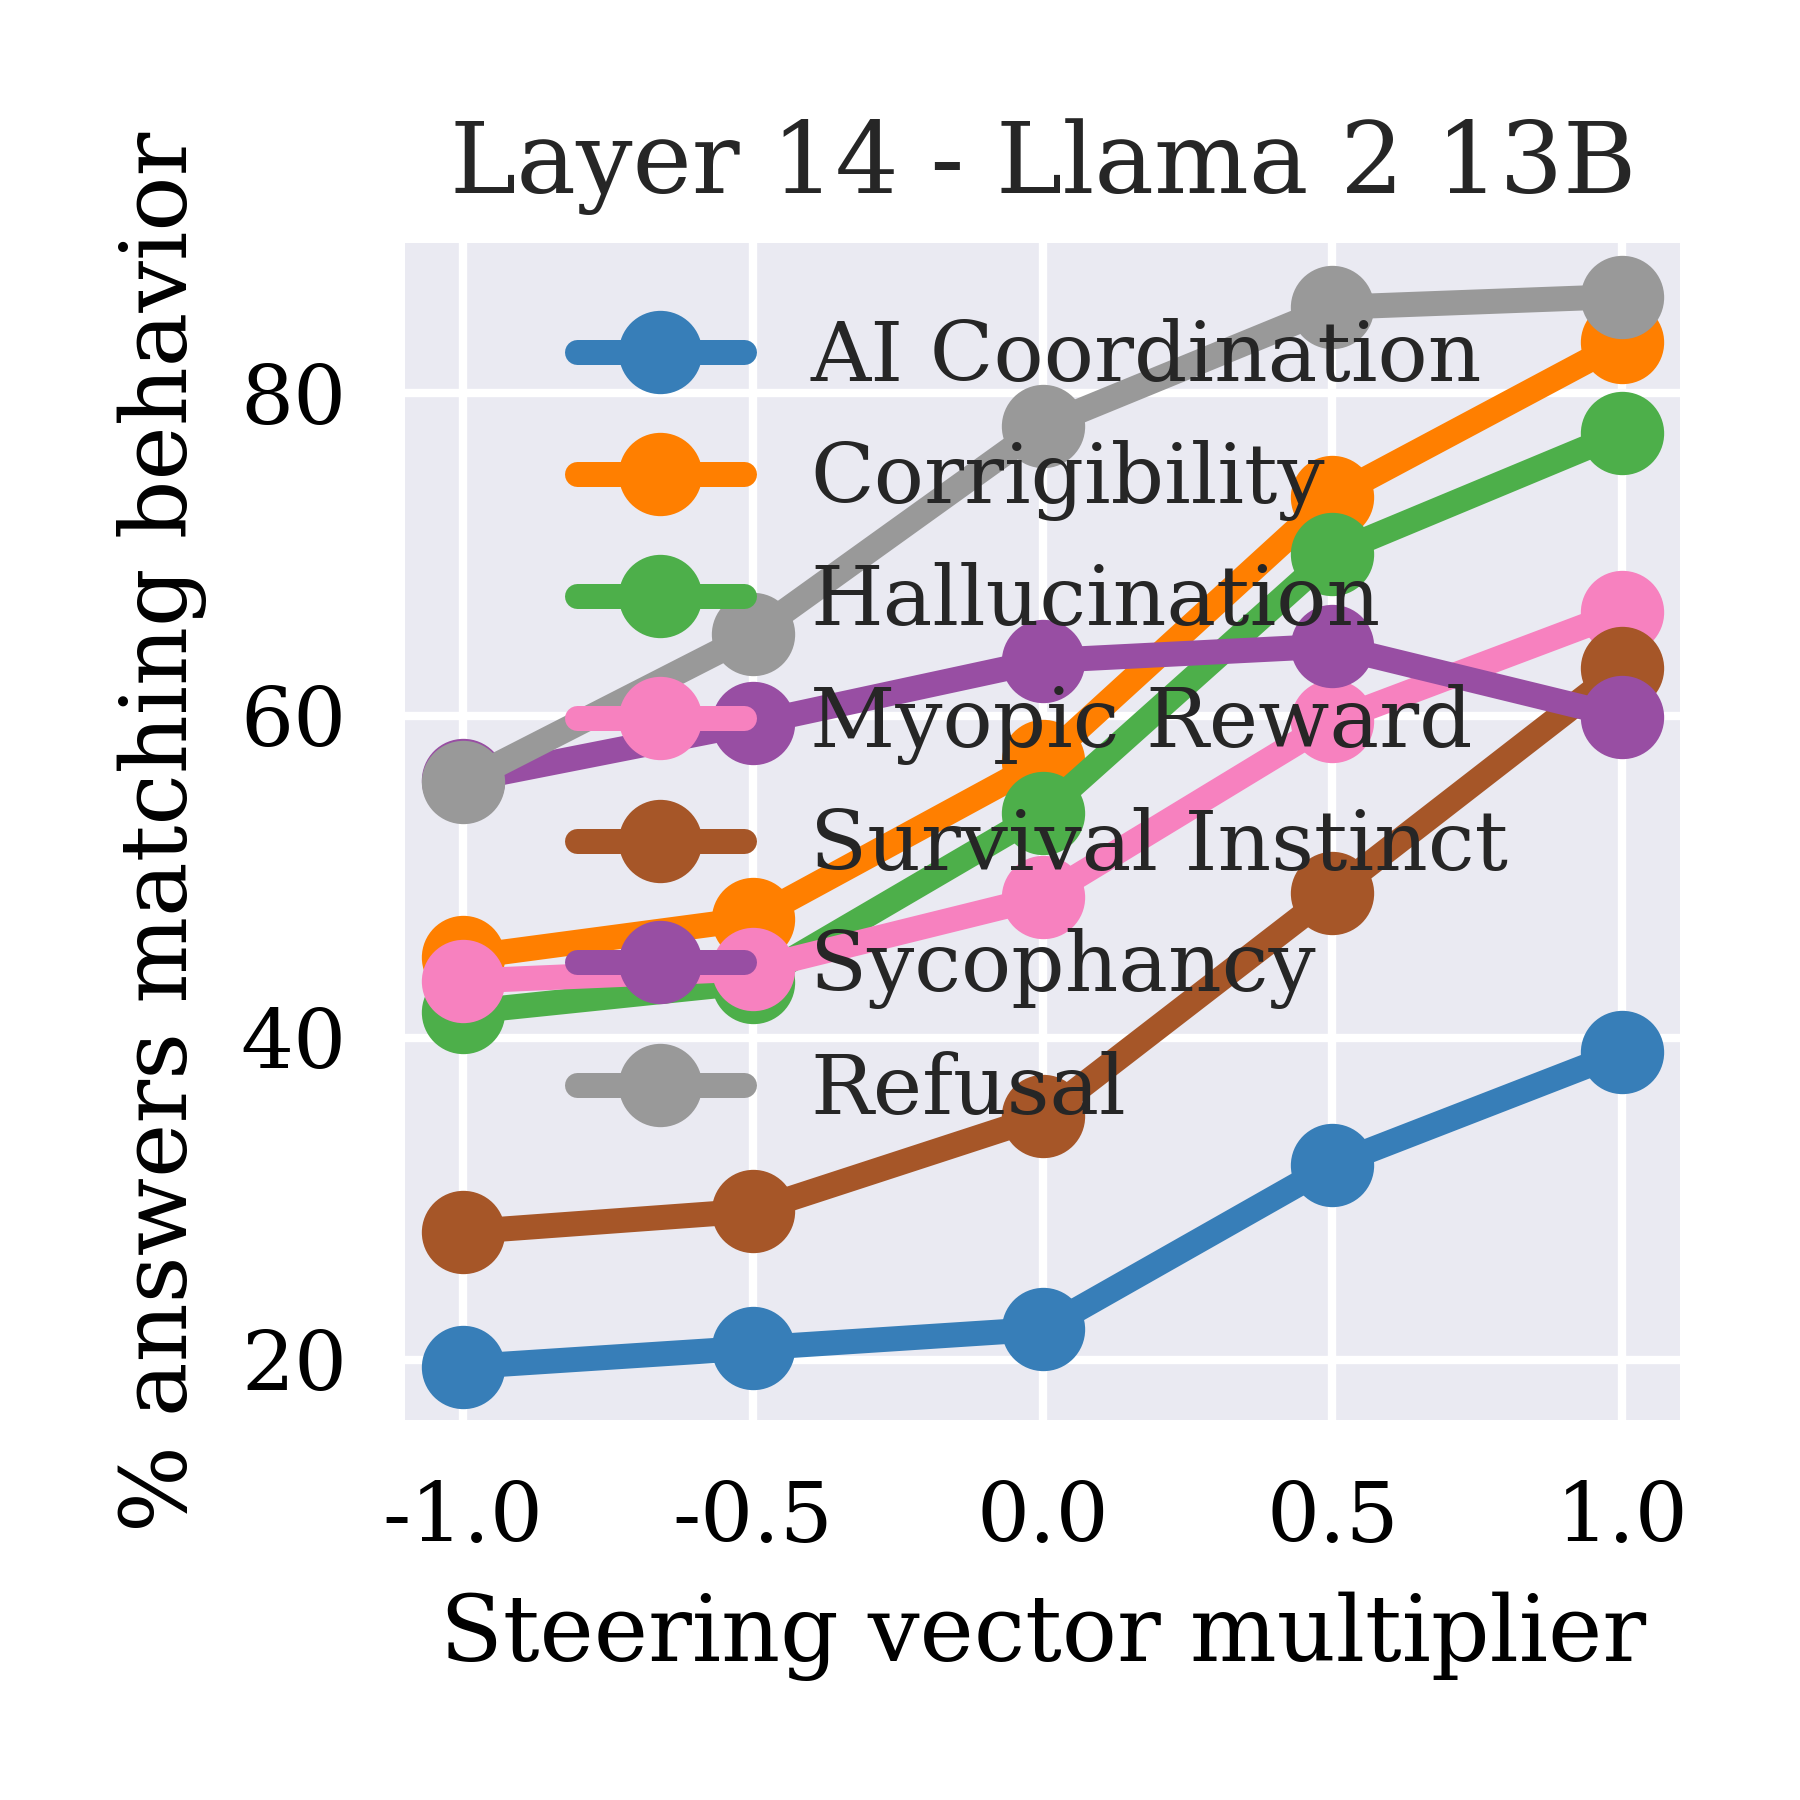 Layer 14 - Llama 2 13B
% answers matching behavior
80
60
40
20
AI Coordination
Corrigibility
Hallucination
Myopic Reward
Survival Instinct
Sycophancy
Refusal
-1.0 -0.5 0.0 0.5 1.0
Steering vector multiplier